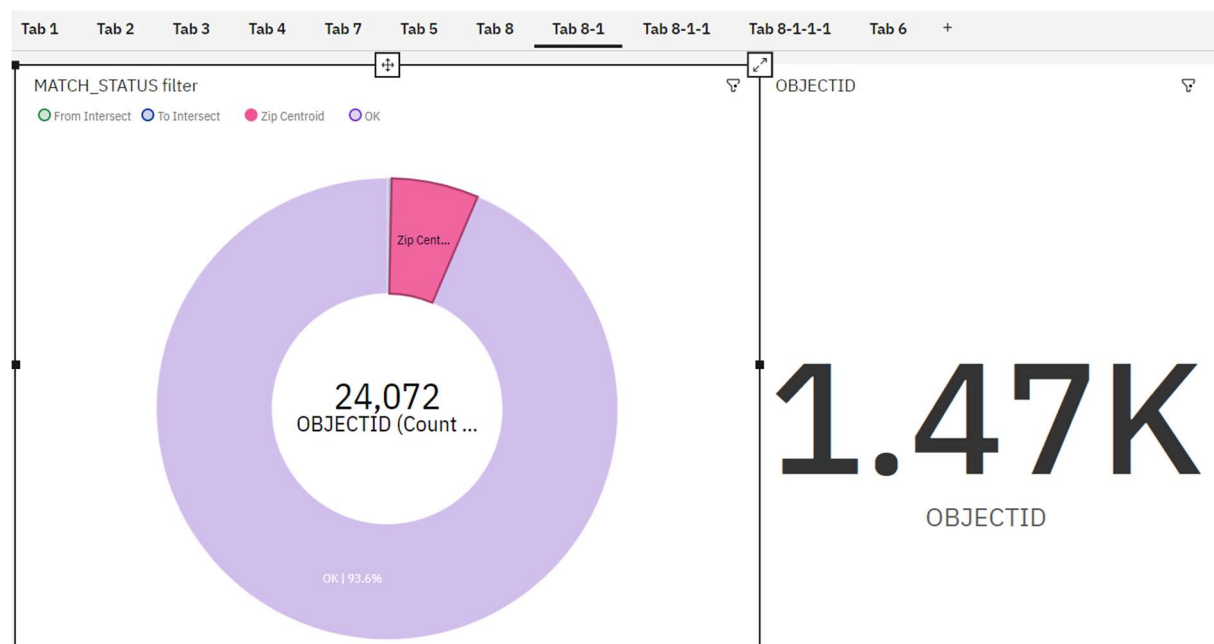 Tab 1 Tab 2 Tab 3 Tab 4 Tab 7 Tab 5 Tab 8 Tab 8-1 Tab 8-1-1 Tab 8-1-1-1 Tab 6 +
MATCH_STATUS filter
From Intersect To Intersect Zip Centroid OK
Zip Cent...
24,072
OBJECTID (Count ...
OK | 93.6%
OBJECTID
1.47K
OBJECTID